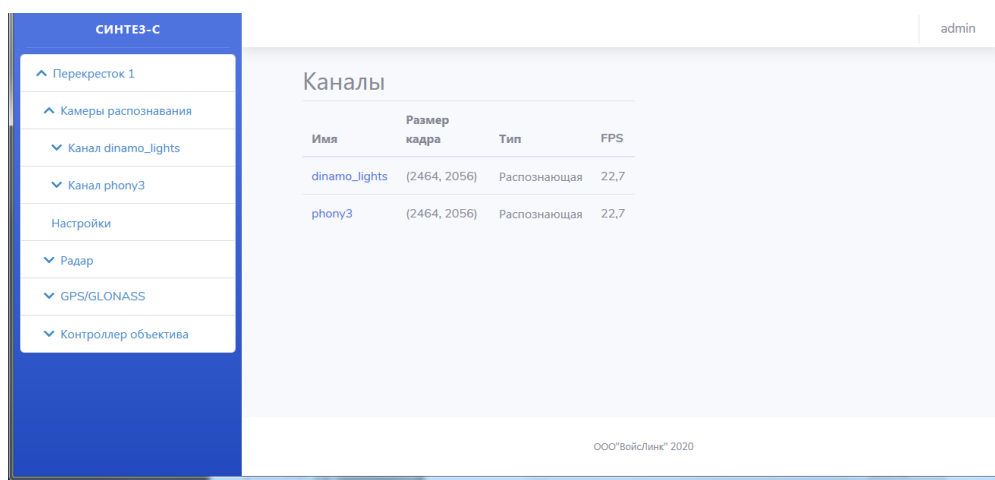 СИНТЕЗ-С
admin
Перекресток 1
Камеры распознавания
Канал dinamo_lights
Канал phony3
Настройки
Радар
GPS/GLONASS
Контроллер объектива
Каналы
Имя Размер кадра Тип FPS
dinamo_lights (2464, 2056) Распознающая 22,7
phony3 (2464, 2056) Распознающая 22,7
ООО"ВойсЛинк" 2020